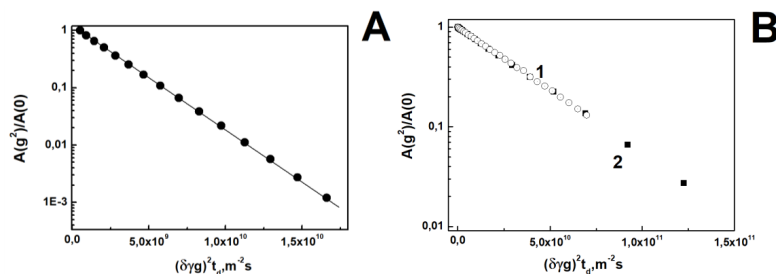 A
A(g²)/A(0)
1
0,1
0,01
1E-3
0,0
5,0x10⁹
1,0x10¹⁰
1,5x10¹⁰
(δγg)²t_d,m⁻²s
B
A(g²)/A(0)
1
0,1
0,01
1
2
0,0
5,0x10¹⁰
1,0x10¹¹
1,5x10¹¹
(δγg)²t_d,m⁻²s